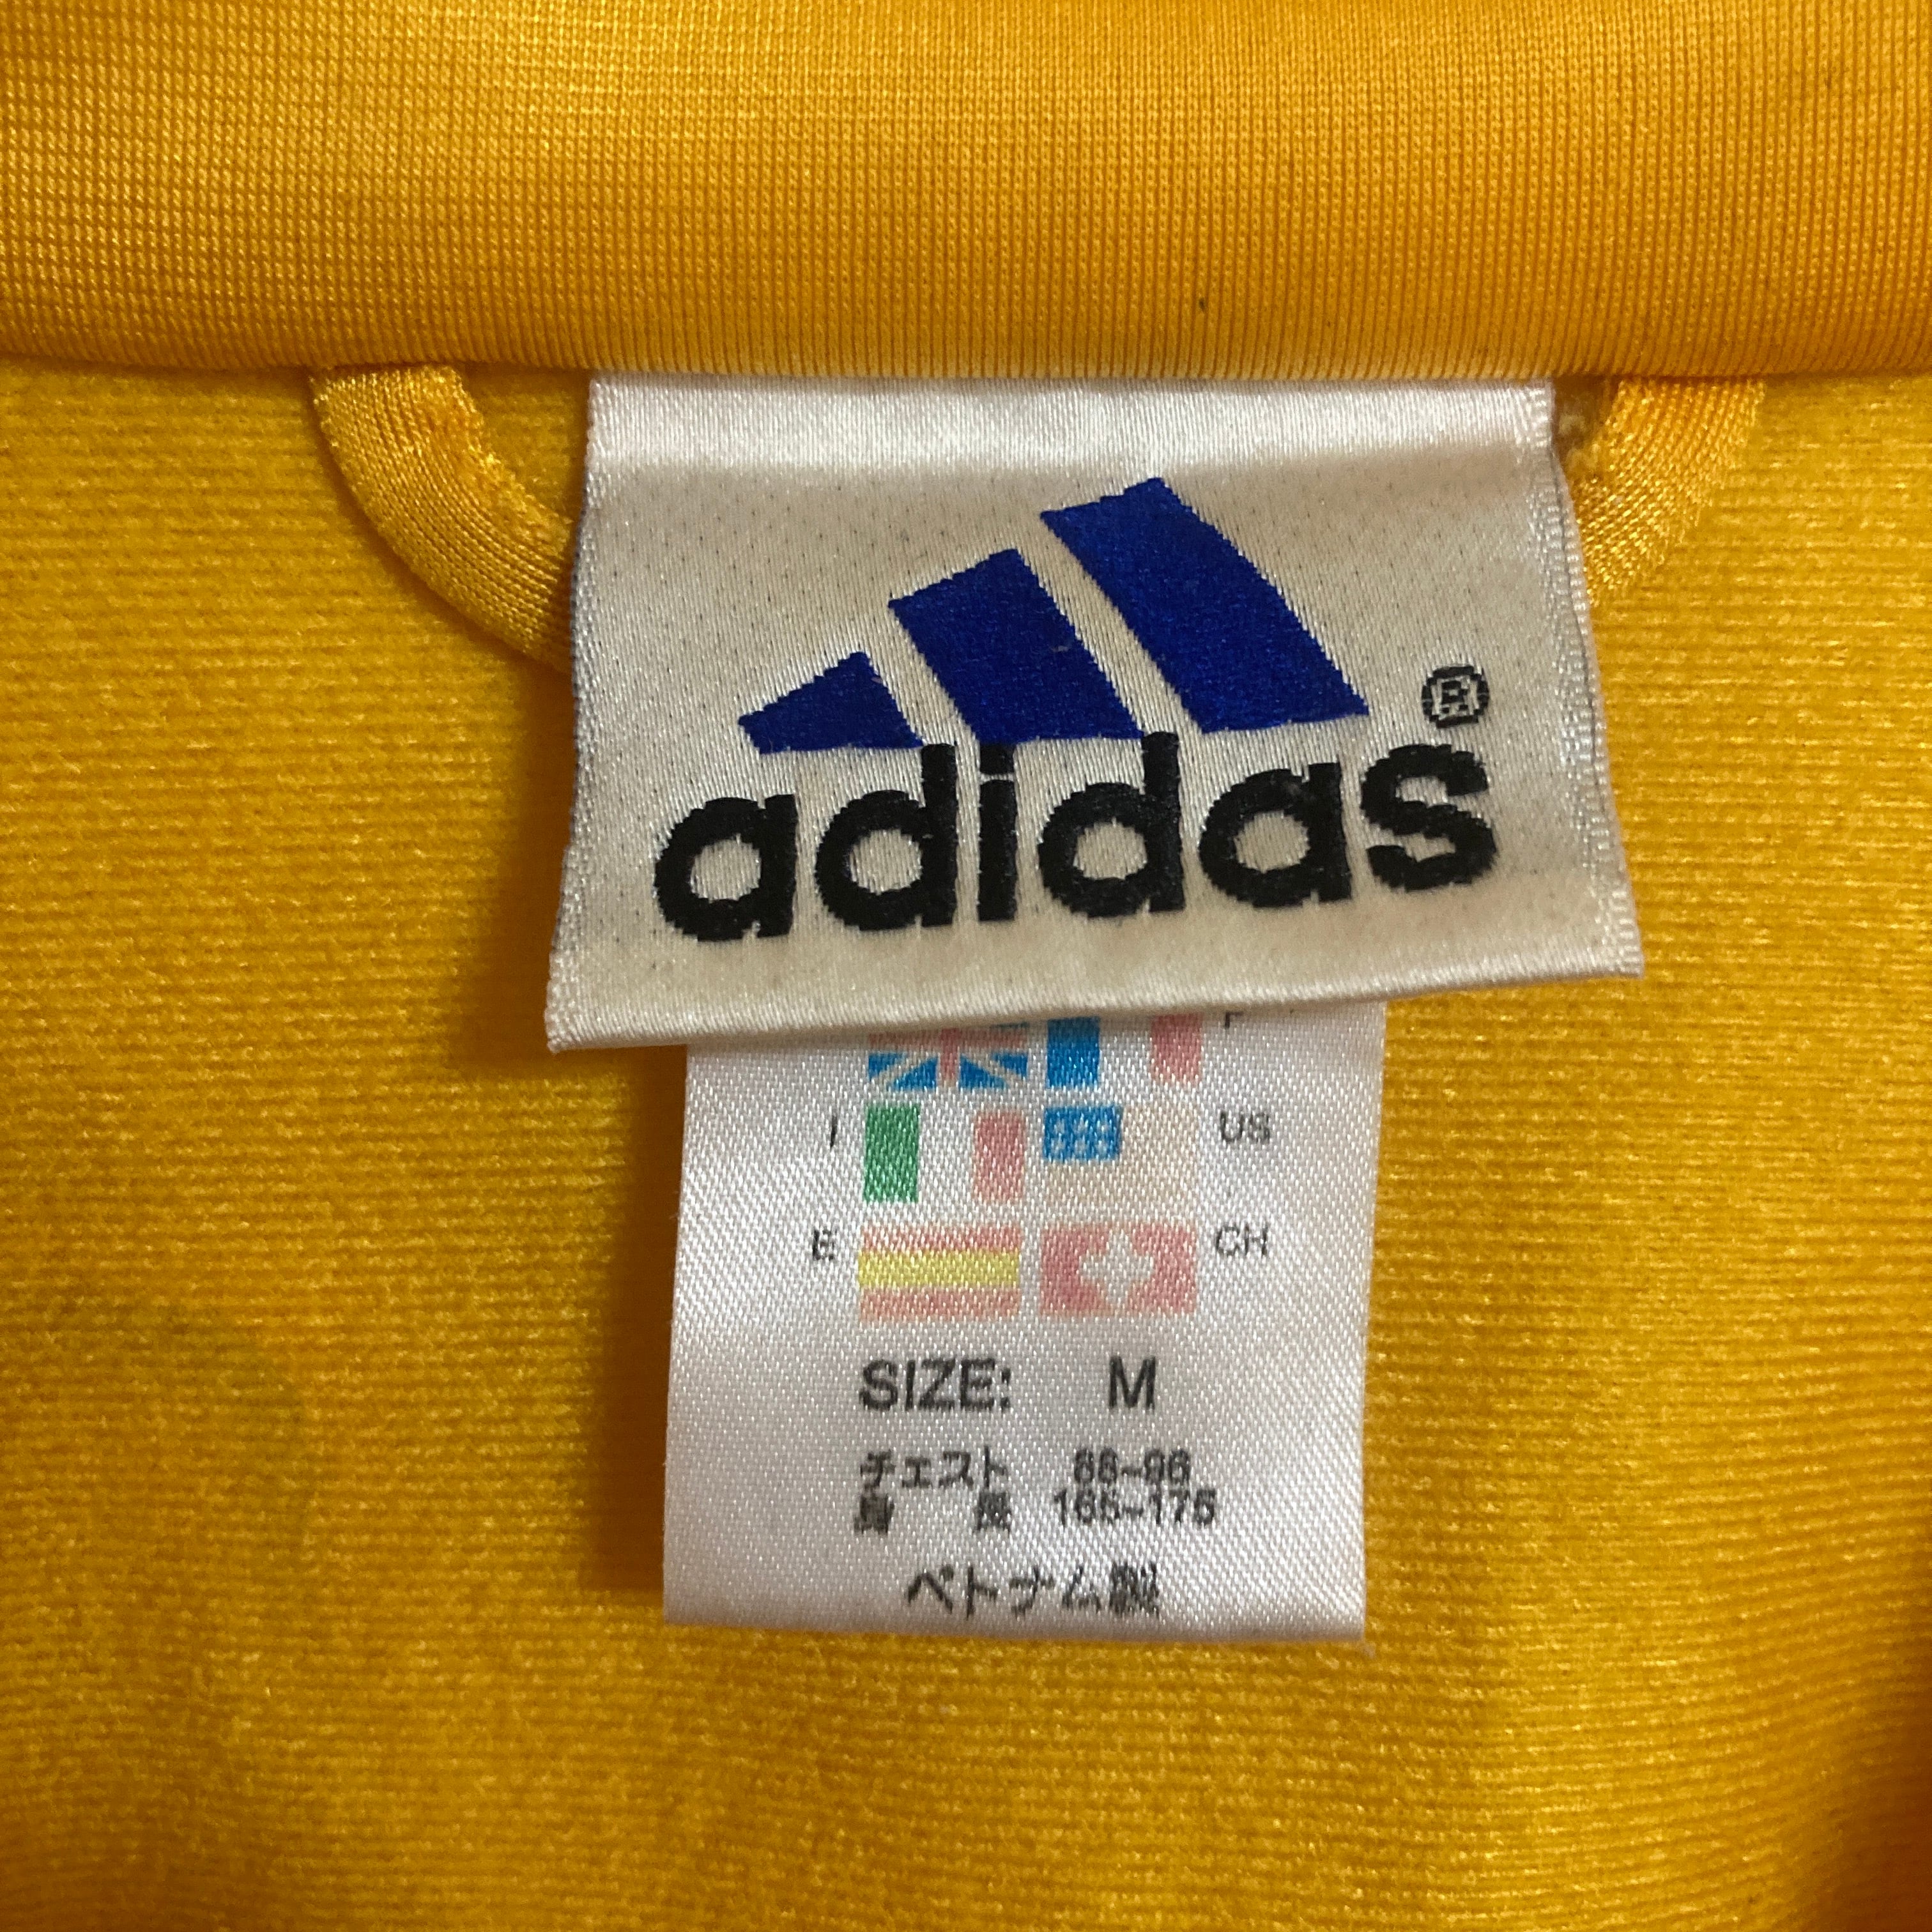 adidas®
F
I US
E CH
SIZE: M
チェスト 88~96
身 長 165~175
ベトナム製